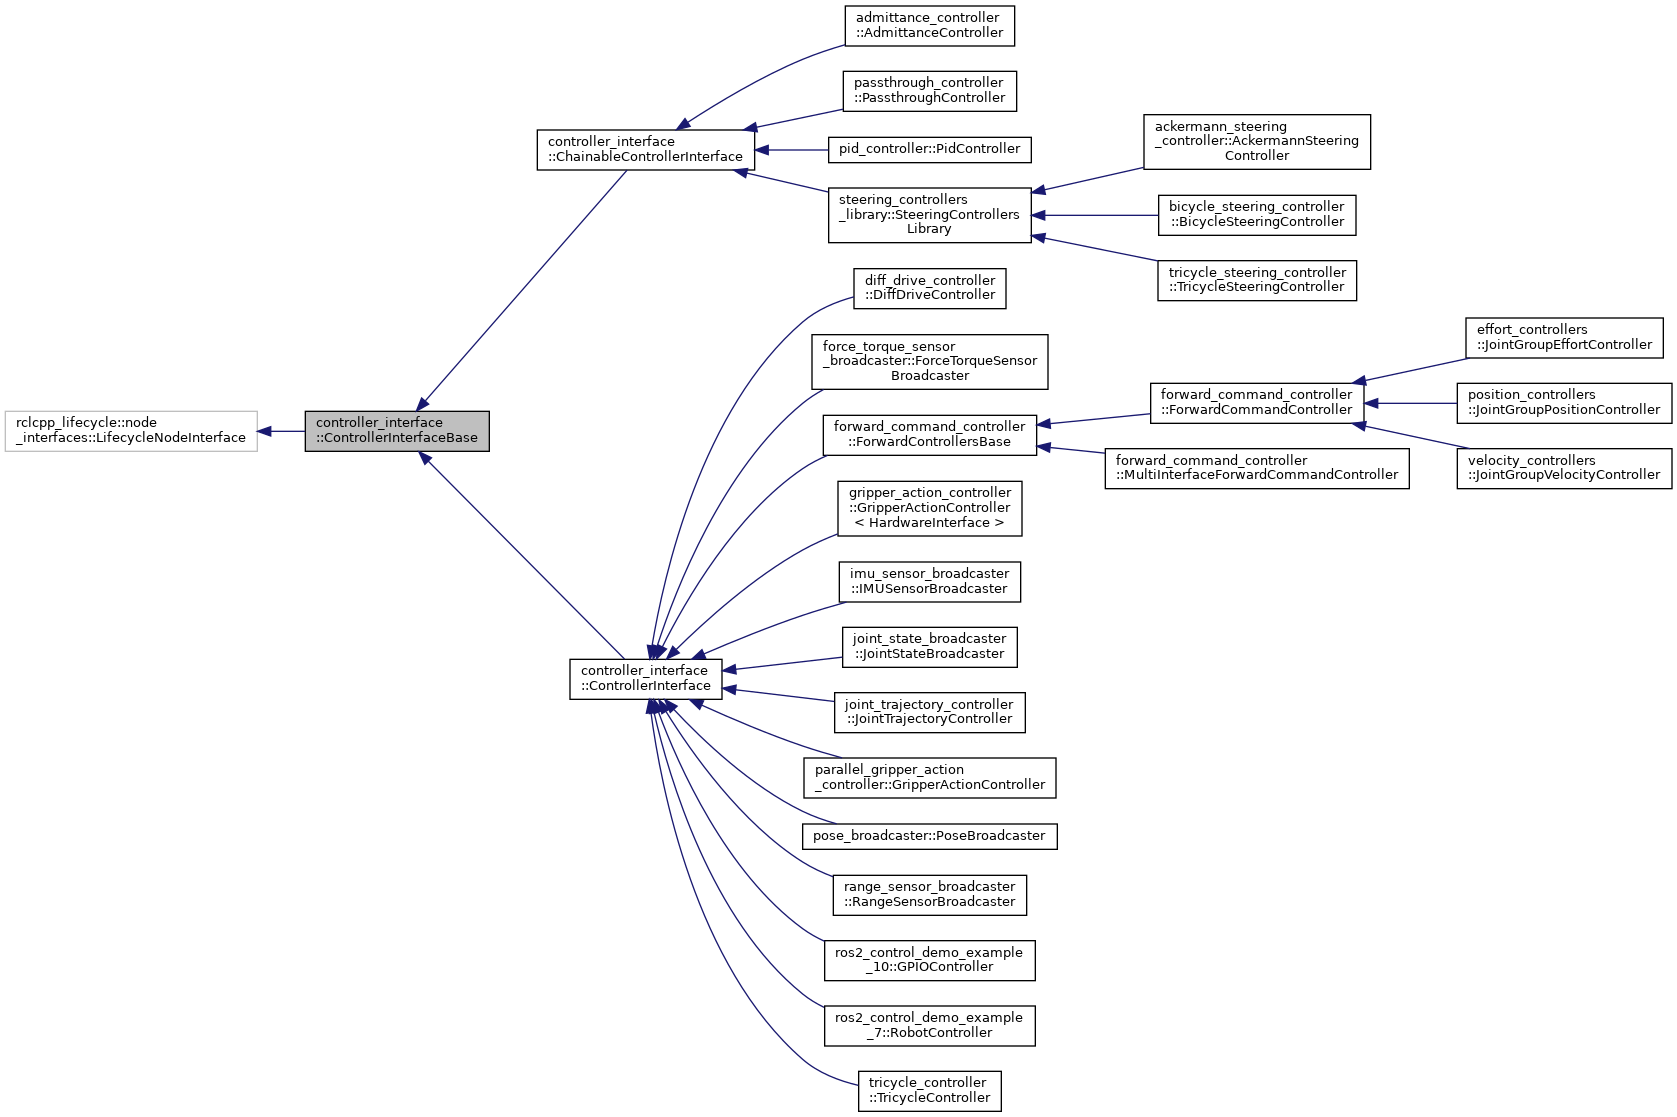 admittance_controller
::AdmittanceController
passthrough_controller
::PassthroughController
controller_interface
::ChainableControllerInterface
pid_controller::PidController
ackermann_steering
_controller::AckermannSteering
Controller
steering_controllers
_library::SteeringControllers
Library
bicycle_steering_controller
::BicycleSteeringController
tricycle_steering_controller
::TricycleSteeringController
diff_drive_controller
::DiffDriveController
force_torque_sensor
_broadcaster::ForceTorqueSensor
Broadcaster
effort_controllers
::JointGroupEffortController
rclcpp_lifecycle::node
_interfaces::LifecycleNodeInterface
controller_interface
::ControllerInterfaceBase
forward_command_controller
::ForwardControllersBase
forward_command_controller
::ForwardCommandController
position_controllers
::JointGroupPositionController
forward_command_controller
::MultiInterfaceForwardCommandController
velocity_controllers
::JointGroupVelocityController
gripper_action_controller
::GripperActionController
< HardwareInterface >
imu_sensor_broadcaster
::IMUSensorBroadcaster
joint_state_broadcaster
::JointStateBroadcaster
controller_interface
::ControllerInterface
joint_trajectory_controller
::JointTrajectoryController
parallel_gripper_action
_controller::GripperActionController
pose_broadcaster::PoseBroadcaster
range_sensor_broadcaster
::RangeSensorBroadcaster
ros2_control_demo_example
_10::GPIOController
ros2_control_demo_example
_7::RobotController
tricycle_controller
::TricycleController